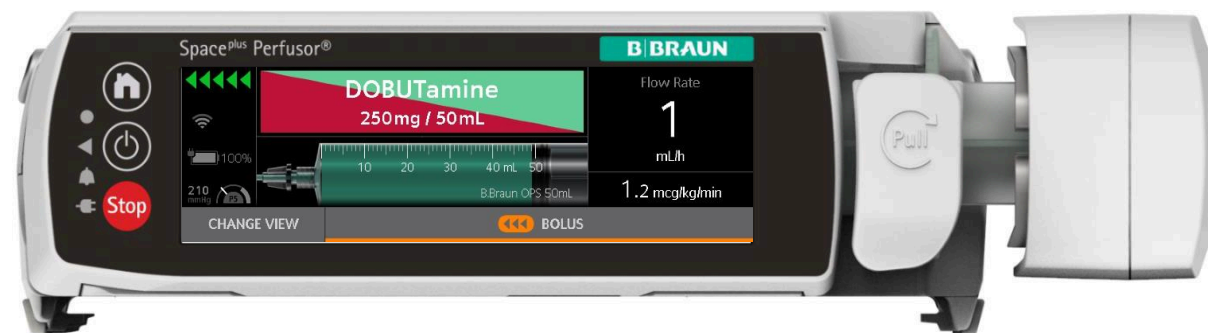 Space plus Perfusor®
B|BRAUN
DOBUTamine
250mg / 50mL
Flow Rate
1
mL/h
100%
10 20 30 40 mL 50
B.Braun OPS 50mL
210
mmHg
PS
1.2 mcg/kg/min
Stop
CHANGE VIEW
BOLUS
Pull